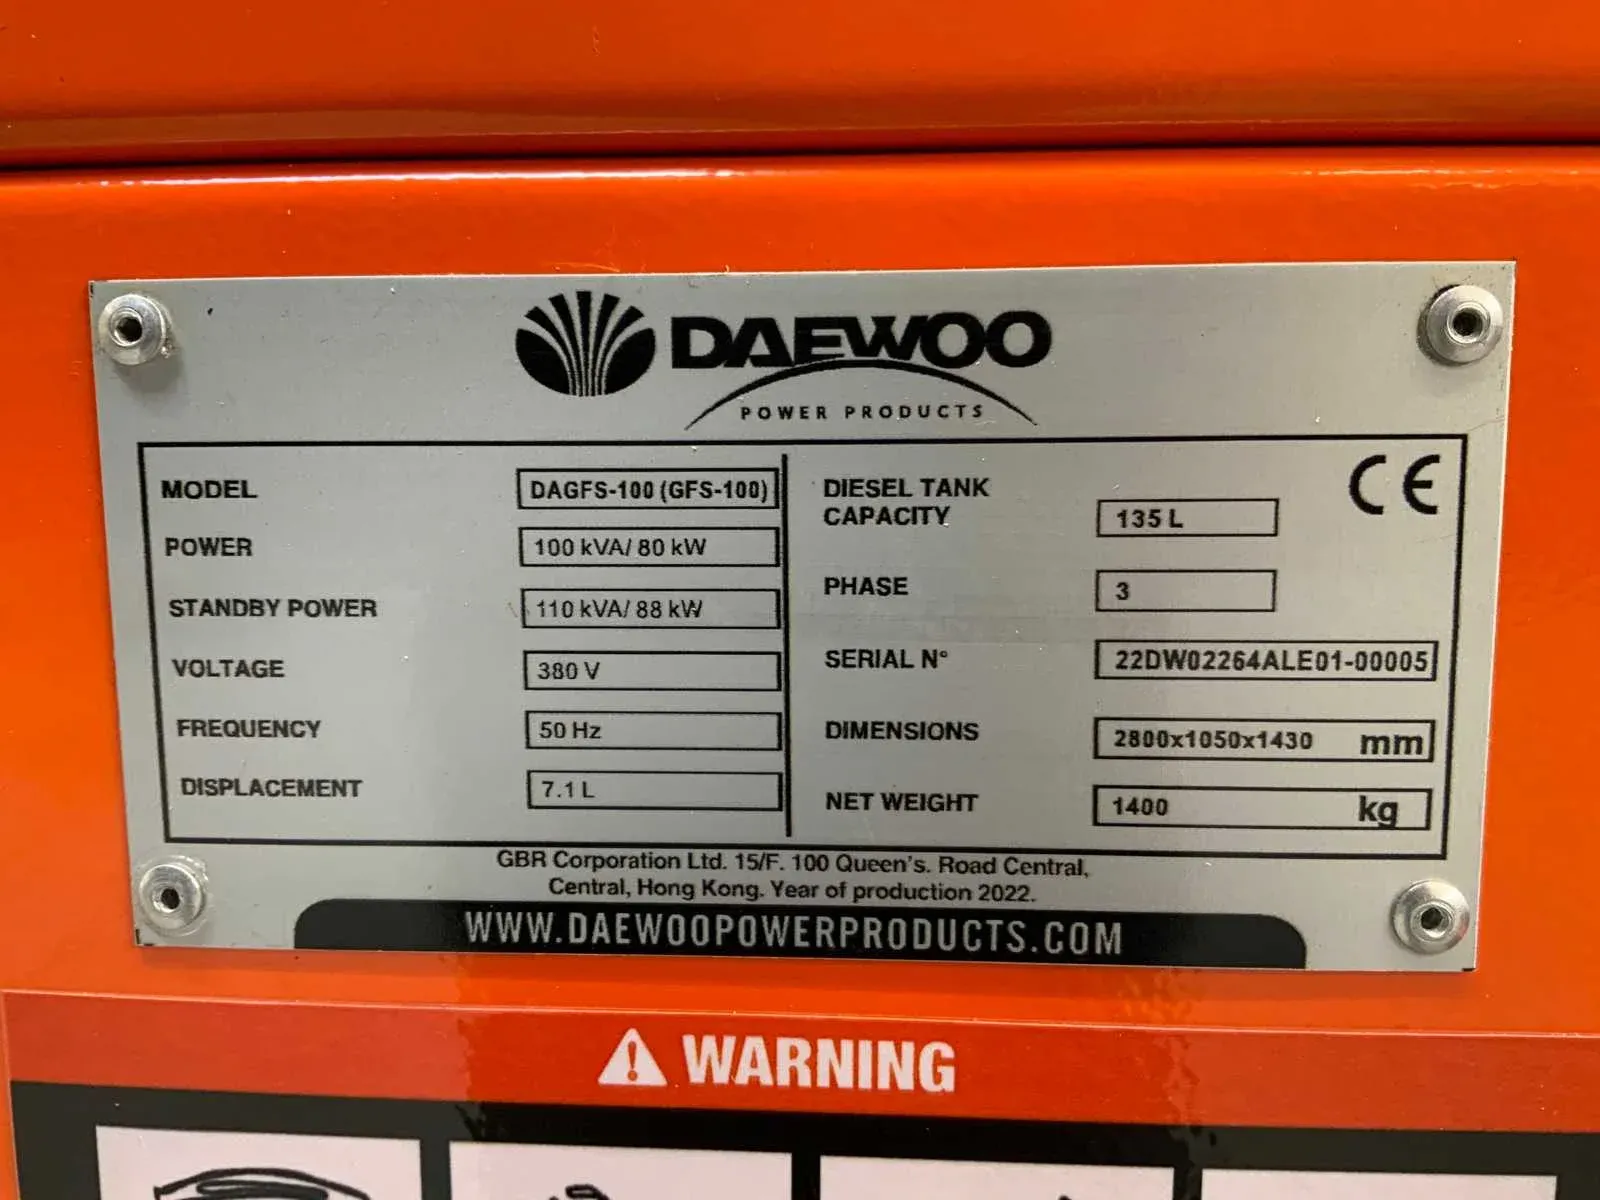 DAEWOO
POWER PRODUCTS
MODEL DAGFS-100 (GFS-100)
POWER 100 kVA/ 80 kW
STANDBY POWER 110 kVA/ 88 kW
VOLTAGE 380 V
FREQUENCY 50 Hz
DISPLACEMENT 7.1 L
CE
DIESEL TANK
CAPACITY 135 L
PHASE 3
SERIAL N° 22DW02264ALE01-00005
DIMENSIONS 2800x1050x1430 mm
NET WEIGHT 1400 kg
GBR Corporation Ltd. 15/F. 100 Queen's. Road Central,
Central, Hong Kong. Year of production 2022.
WWW.DAEWOOPOWERPRODUCTS.COM
WARNING